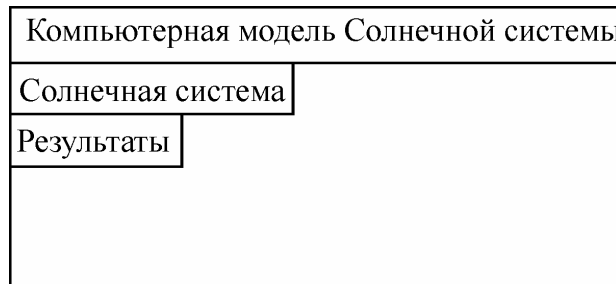 Компьютерная модель Солнечной системы
Солнечная система
Результаты